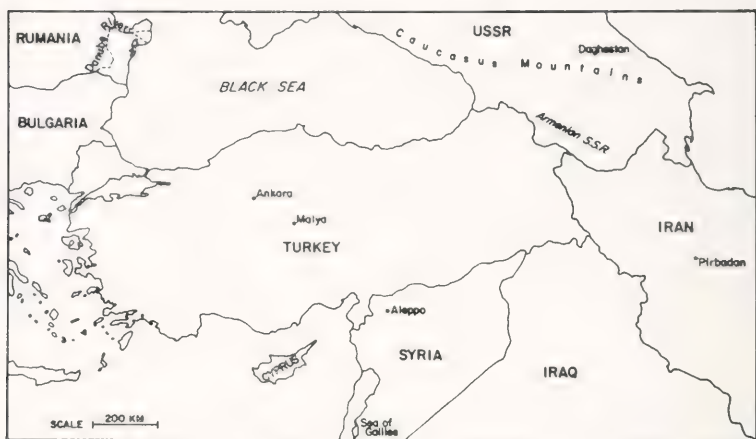 RUMANIA
Danube River
USSR
Caucasus Mountains
Daghestan
BLACK SEA
BULGARIA
Armenian S.S.R
Ankara
Malya
TURKEY
IRAN
Pirbadan
Aleppo
SYRIA
CYPRUS
IRAQ
SCALE 200 KM
Sea of
Galilee